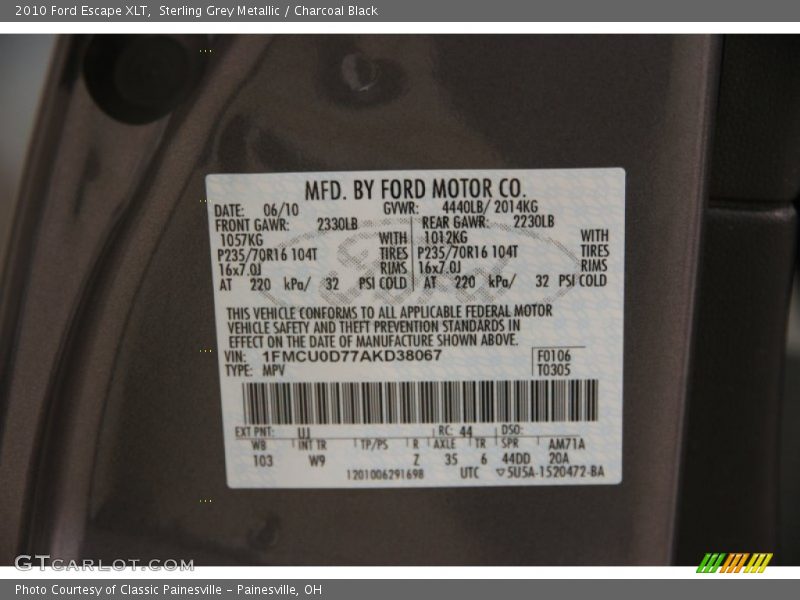 2010 Ford Escape XLT, Sterling Grey Metallic / Charcoal Black
MFD. BY FORD MOTOR CO.
DATE: 06/10 GVWR: 4440LB/ 2014KG
FRONT GAWR: 2330LB REAR GAWR: 2230LB
1057KG WITH 1012KG WITH
P235/70R16 104T TIRES P235/70R16 104T TIRES
16x7.0J RIMS 16x7.0J RIMS
AT 220 kPa/ 32 PSI COLD AT 220 kPa/ 32 PSI COLD
THIS VEHICLE CONFORMS TO ALL APPLICABLE FEDERAL MOTOR
VEHICLE SAFETY AND THEFT PREVENTION STANDARDS IN
EFFECT ON THE DATE OF MANUFACTURE SHOWN ABOVE.
VIN: 1FMCU0D77AKD38067 F0106
TYPE: MPV T0305
EXT PNT: UJ RC: 44 DSO:
WB INT TR TP/PS R AXLE TR SPR AM71A
103 W9 Z 35 6 44DD 20A
1201006291698 UTC ▽5U5A-1520472-BA
GTCARLOT.COM
Photo Courtesy of Classic Painesville - Painesville, OH